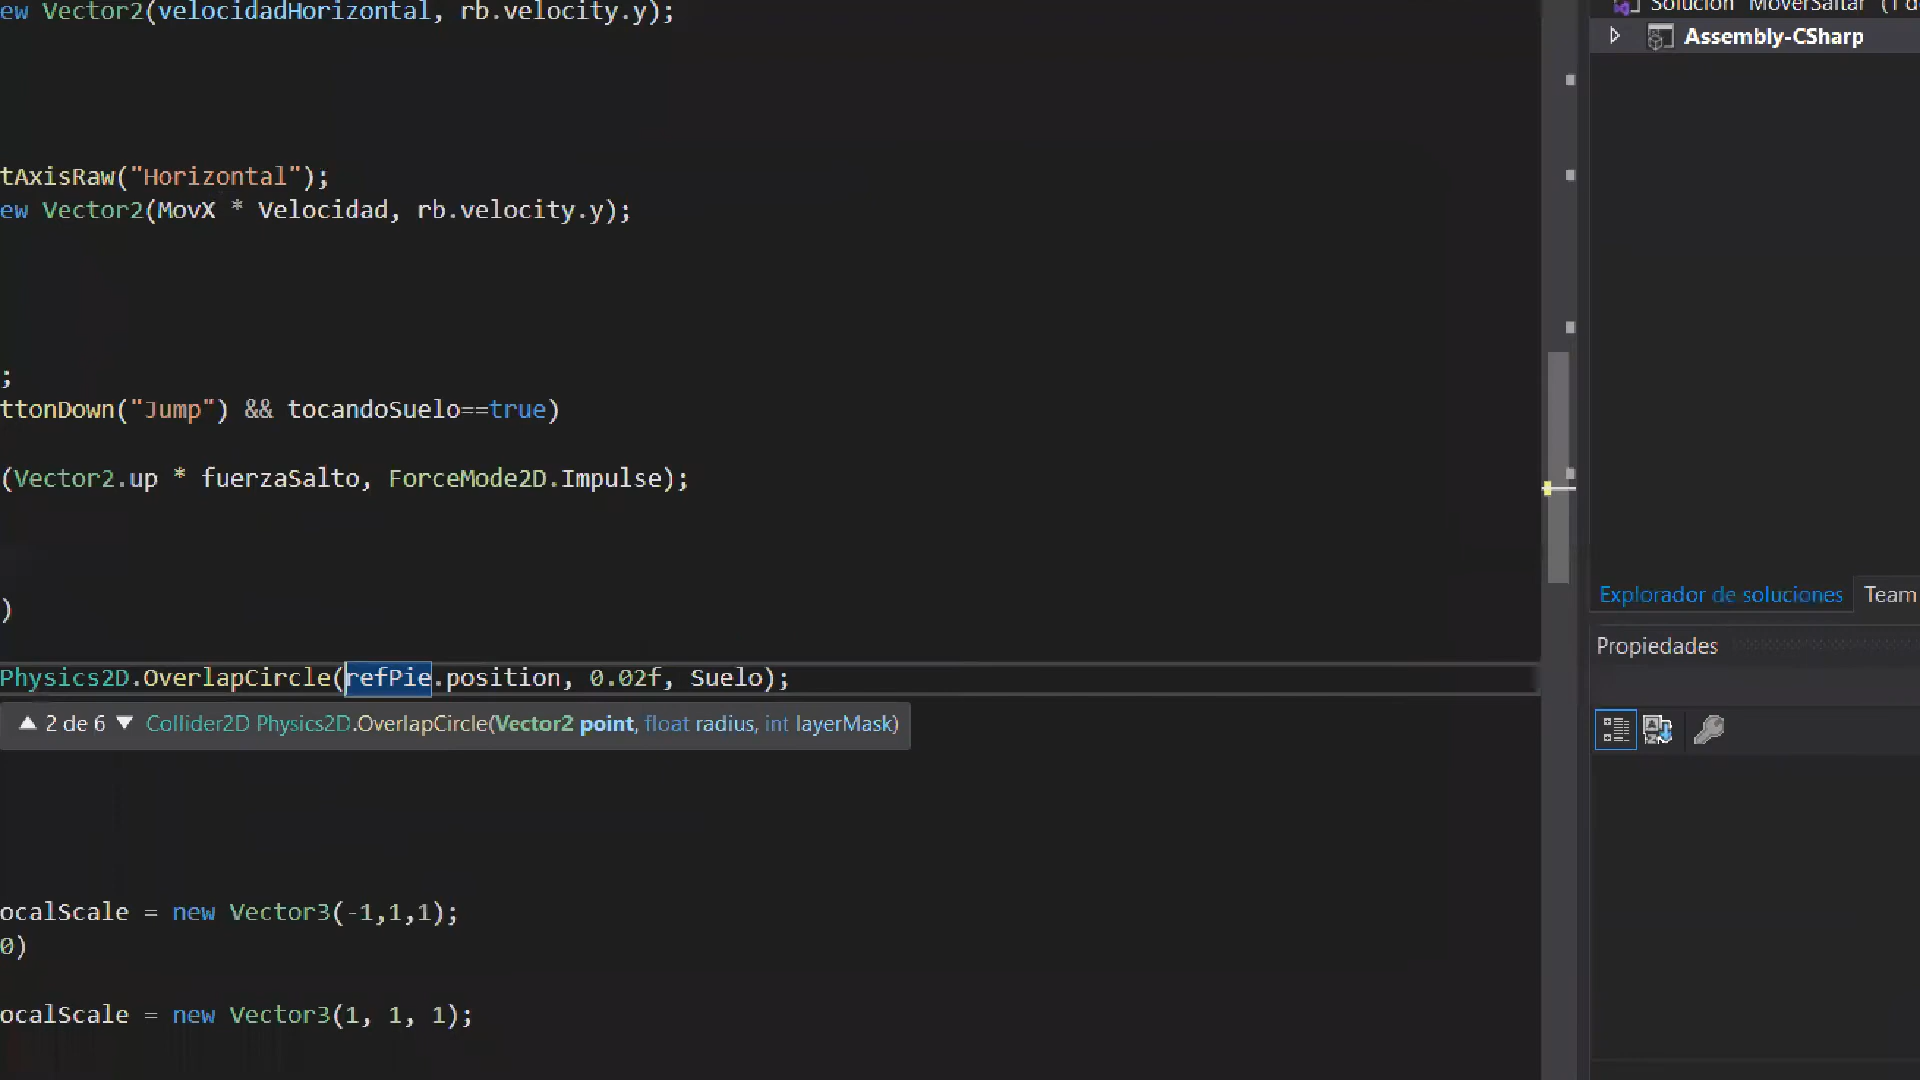 ew Vector2(velocidadHorizontal, rb.velocity.y);
tAxisRaw("Horizontal");
ew Vector2(MovX * Velocidad, rb.velocity.y);
;
ttonDown("Jump") && tocandoSuelo==true)
(Vector2.up * fuerzaSalto, ForceMode2D.Impulse);
)
Physics2D.OverlapCircle(refPie.position, 0.02f, Suelo);
▲ 2 de 6 ▼ Collider2D Physics2D.OverlapCircle(Vector2 point, float radius, int layerMask)
ocalScale = new Vector3(-1,1,1);
0)
ocalScale = new Vector3(1, 1, 1);
Solución "MoverSaltar" (1 de
Assembly-CSharp
Explorador de soluciones Team
Propiedades